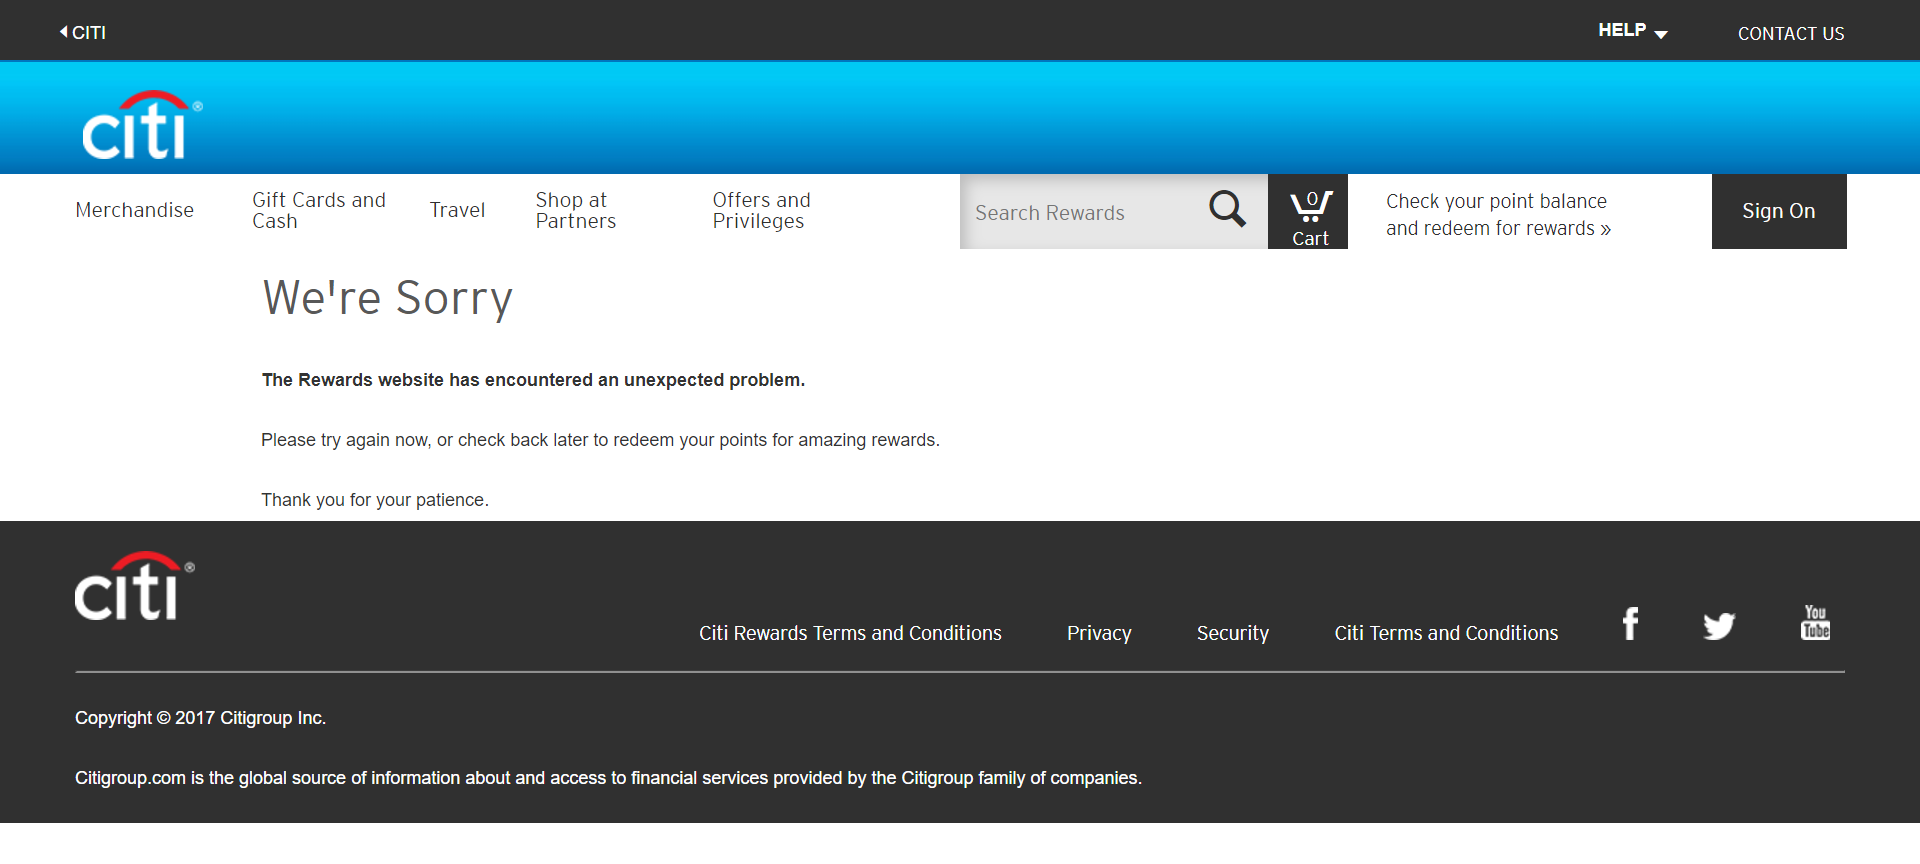 CITI
HELP
CONTACT US
citi®
Merchandise
Gift Cards and
Cash
Travel
Shop at
Partners
Offers and
Privileges
Search Rewards
0
Cart
Check your point balance
and redeem for rewards »
Sign On
We're Sorry
The Rewards website has encountered an unexpected problem.
Please try again now, or check back later to redeem your points for amazing rewards.
Thank you for your patience.
citi®
Citi Rewards Terms and Conditions
Privacy
Security
Citi Terms and Conditions
f
You
Tube
Copyright © 2017 Citigroup Inc.
Citigroup.com is the global source of information about and access to financial services provided by the Citigroup family of companies.